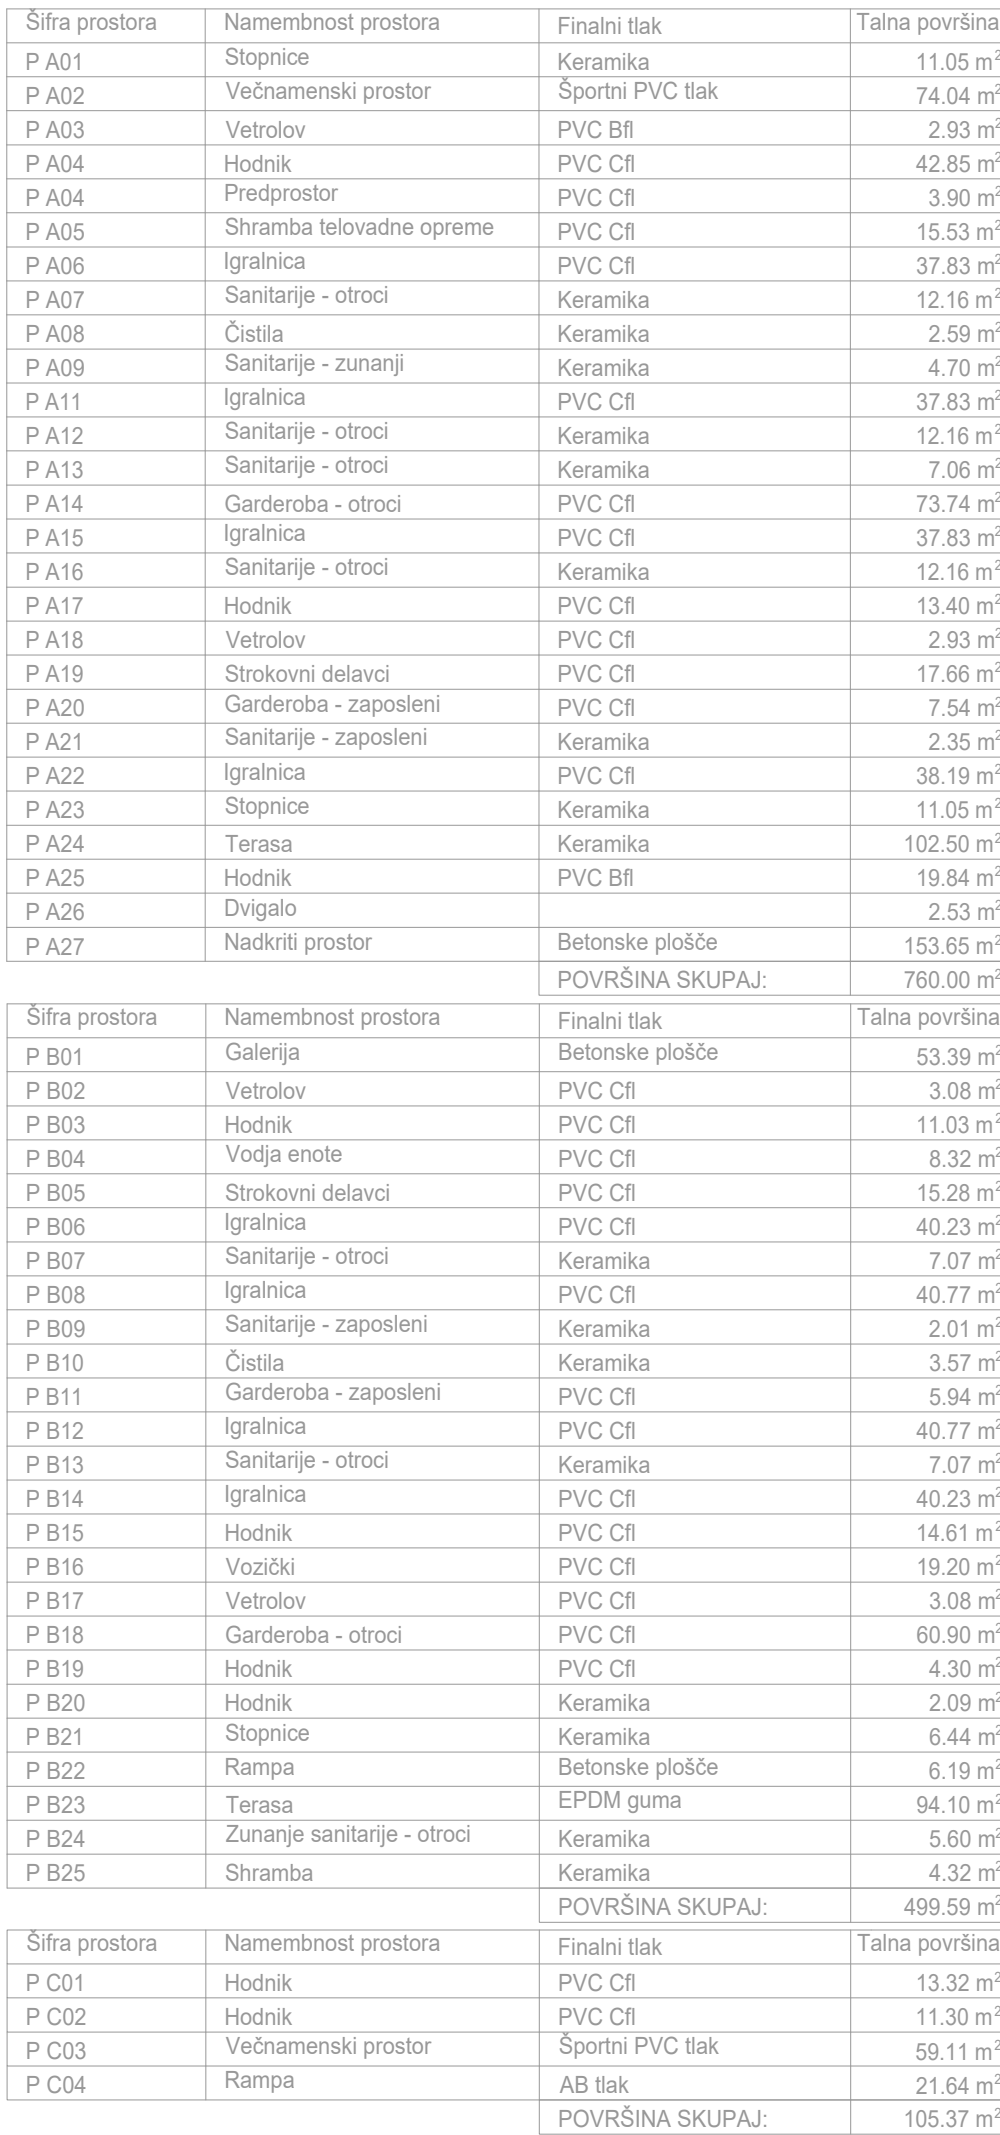 Šifra prostora Namembnost prostora Finalni tlak Talna površina
P A01 Stopnice Keramika 11.05 m²
P A02 Večnamenski prostor Športni PVC tlak 74.04 m²
P A03 Vetrolov PVC Bfl 2.93 m²
P A04 Hodnik PVC Cfl 42.85 m²
P A04 Predprostor PVC Cfl 3.90 m²
P A05 Shramba telovadne opreme PVC Cfl 15.53 m²
P A06 Igralnica PVC Cfl 37.83 m²
P A07 Sanitarije - otroci Keramika 12.16 m²
P A08 Čistila Keramika 2.59 m²
P A09 Sanitarije - zunanji Keramika 4.70 m²
P A11 Igralnica PVC Cfl 37.83 m²
P A12 Sanitarije - otroci Keramika 12.16 m²
P A13 Sanitarije - otroci Keramika 7.06 m²
P A14 Garderoba - otroci PVC Cfl 73.74 m²
P A15 Igralnica PVC Cfl 37.83 m²
P A16 Sanitarije - otroci Keramika 12.16 m²
P A17 Hodnik PVC Cfl 13.40 m²
P A18 Vetrolov PVC Cfl 2.93 m²
P A19 Strokovni delavci PVC Cfl 17.66 m²
P A20 Garderoba - zaposleni PVC Cfl 7.54 m²
P A21 Sanitarije - zaposleni Keramika 2.35 m²
P A22 Igralnica PVC Cfl 38.19 m²
P A23 Stopnice Keramika 11.05 m²
P A24 Terasa Keramika 102.50 m²
P A25 Hodnik PVC Bfl 19.84 m²
P A26 Dvigalo 2.53 m²
P A27 Nadkriti prostor Betonske plošče 153.65 m²
POVRŠINA SKUPAJ: 760.00 m²
Šifra prostora Namembnost prostora Finalni tlak Talna površina
P B01 Galerija Betonske plošče 53.39 m²
P B02 Vetrolov PVC Cfl 3.08 m²
P B03 Hodnik PVC Cfl 11.03 m²
P B04 Vodja enote PVC Cfl 8.32 m²
P B05 Strokovni delavci PVC Cfl 15.28 m²
P B06 Igralnica PVC Cfl 40.23 m²
P B07 Sanitarije - otroci Keramika 7.07 m²
P B08 Igralnica PVC Cfl 40.77 m²
P B09 Sanitarije - zaposleni Keramika 2.01 m²
P B10 Čistila Keramika 3.57 m²
P B11 Garderoba - zaposleni PVC Cfl 5.94 m²
P B12 Igralnica PVC Cfl 40.77 m²
P B13 Sanitarije - otroci Keramika 7.07 m²
P B14 Igralnica PVC Cfl 40.23 m²
P B15 Hodnik PVC Cfl 14.61 m²
P B16 Vozički PVC Cfl 19.20 m²
P B17 Vetrolov PVC Cfl 3.08 m²
P B18 Garderoba - otroci PVC Cfl 60.90 m²
P B19 Hodnik PVC Cfl 4.30 m²
P B20 Hodnik Keramika 2.09 m²
P B21 Stopnice Keramika 6.44 m²
P B22 Rampa Betonske plošče 6.19 m²
P B23 Terasa EPDM guma 94.10 m²
P B24 Zunanje sanitarije - otroci Keramika 5.60 m²
P B25 Shramba Keramika 4.32 m²
POVRŠINA SKUPAJ: 499.59 m²
Šifra prostora Namembnost prostora Finalni tlak Talna površina
P C01 Hodnik PVC Cfl 13.32 m²
P C02 Hodnik PVC Cfl 11.30 m²
P C03 Večnamenski prostor Športni PVC tlak 59.11 m²
P C04 Rampa AB tlak 21.64 m²
POVRŠINA SKUPAJ: 105.37 m²